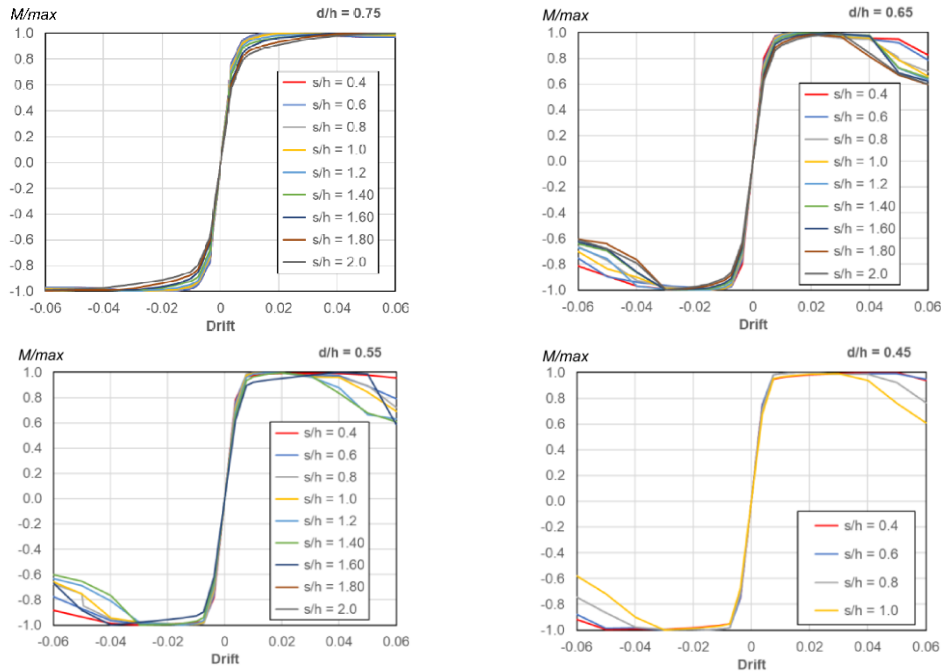 M/max
d/h = 0.75
1.0
0.8
0.6
0.4
0.2
0.0
-0.2
-0.4
-0.6
-0.8
-1.0
s/h = 0.4
s/h = 0.6
s/h = 0.8
s/h = 1.0
s/h = 1.2
s/h = 1.40
s/h = 1.60
s/h = 1.80
s/h = 2.0
-0.06 -0.04 -0.02 0 0.02 0.04 0.06
Drift
M/max
d/h = 0.65
1.0
0.8
0.6
0.4
0.2
0.0
-0.2
-0.4
-0.6
-0.8
-1.0
s/h = 0.4
s/h = 0.6
s/h = 0.8
s/h = 1.0
s/h = 1.2
s/h = 1.40
s/h = 1.60
s/h = 1.80
s/h = 2.0
-0.06 -0.04 -0.02 0 0.02 0.04 0.06
Drift
M/max
d/h = 0.55
1.0
0.8
0.6
0.4
0.2
0.0
-0.2
-0.4
-0.6
-0.8
-1.0
s/h = 0.4
s/h = 0.6
s/h = 0.8
s/h = 1.0
s/h = 1.2
s/h = 1.40
s/h = 1.60
s/h = 1.80
s/h = 2.0
-0.06 -0.04 -0.02 0 0.02 0.04 0.06
Drift
M/max
d/h = 0.45
1.0
0.8
0.6
0.4
0.2
0.0
-0.2
-0.4
-0.6
-0.8
-1.0
s/h = 0.4
s/h = 0.6
s/h = 0.8
s/h = 1.0
-0.06 -0.04 -0.02 0 0.02 0.04 0.06
Drift